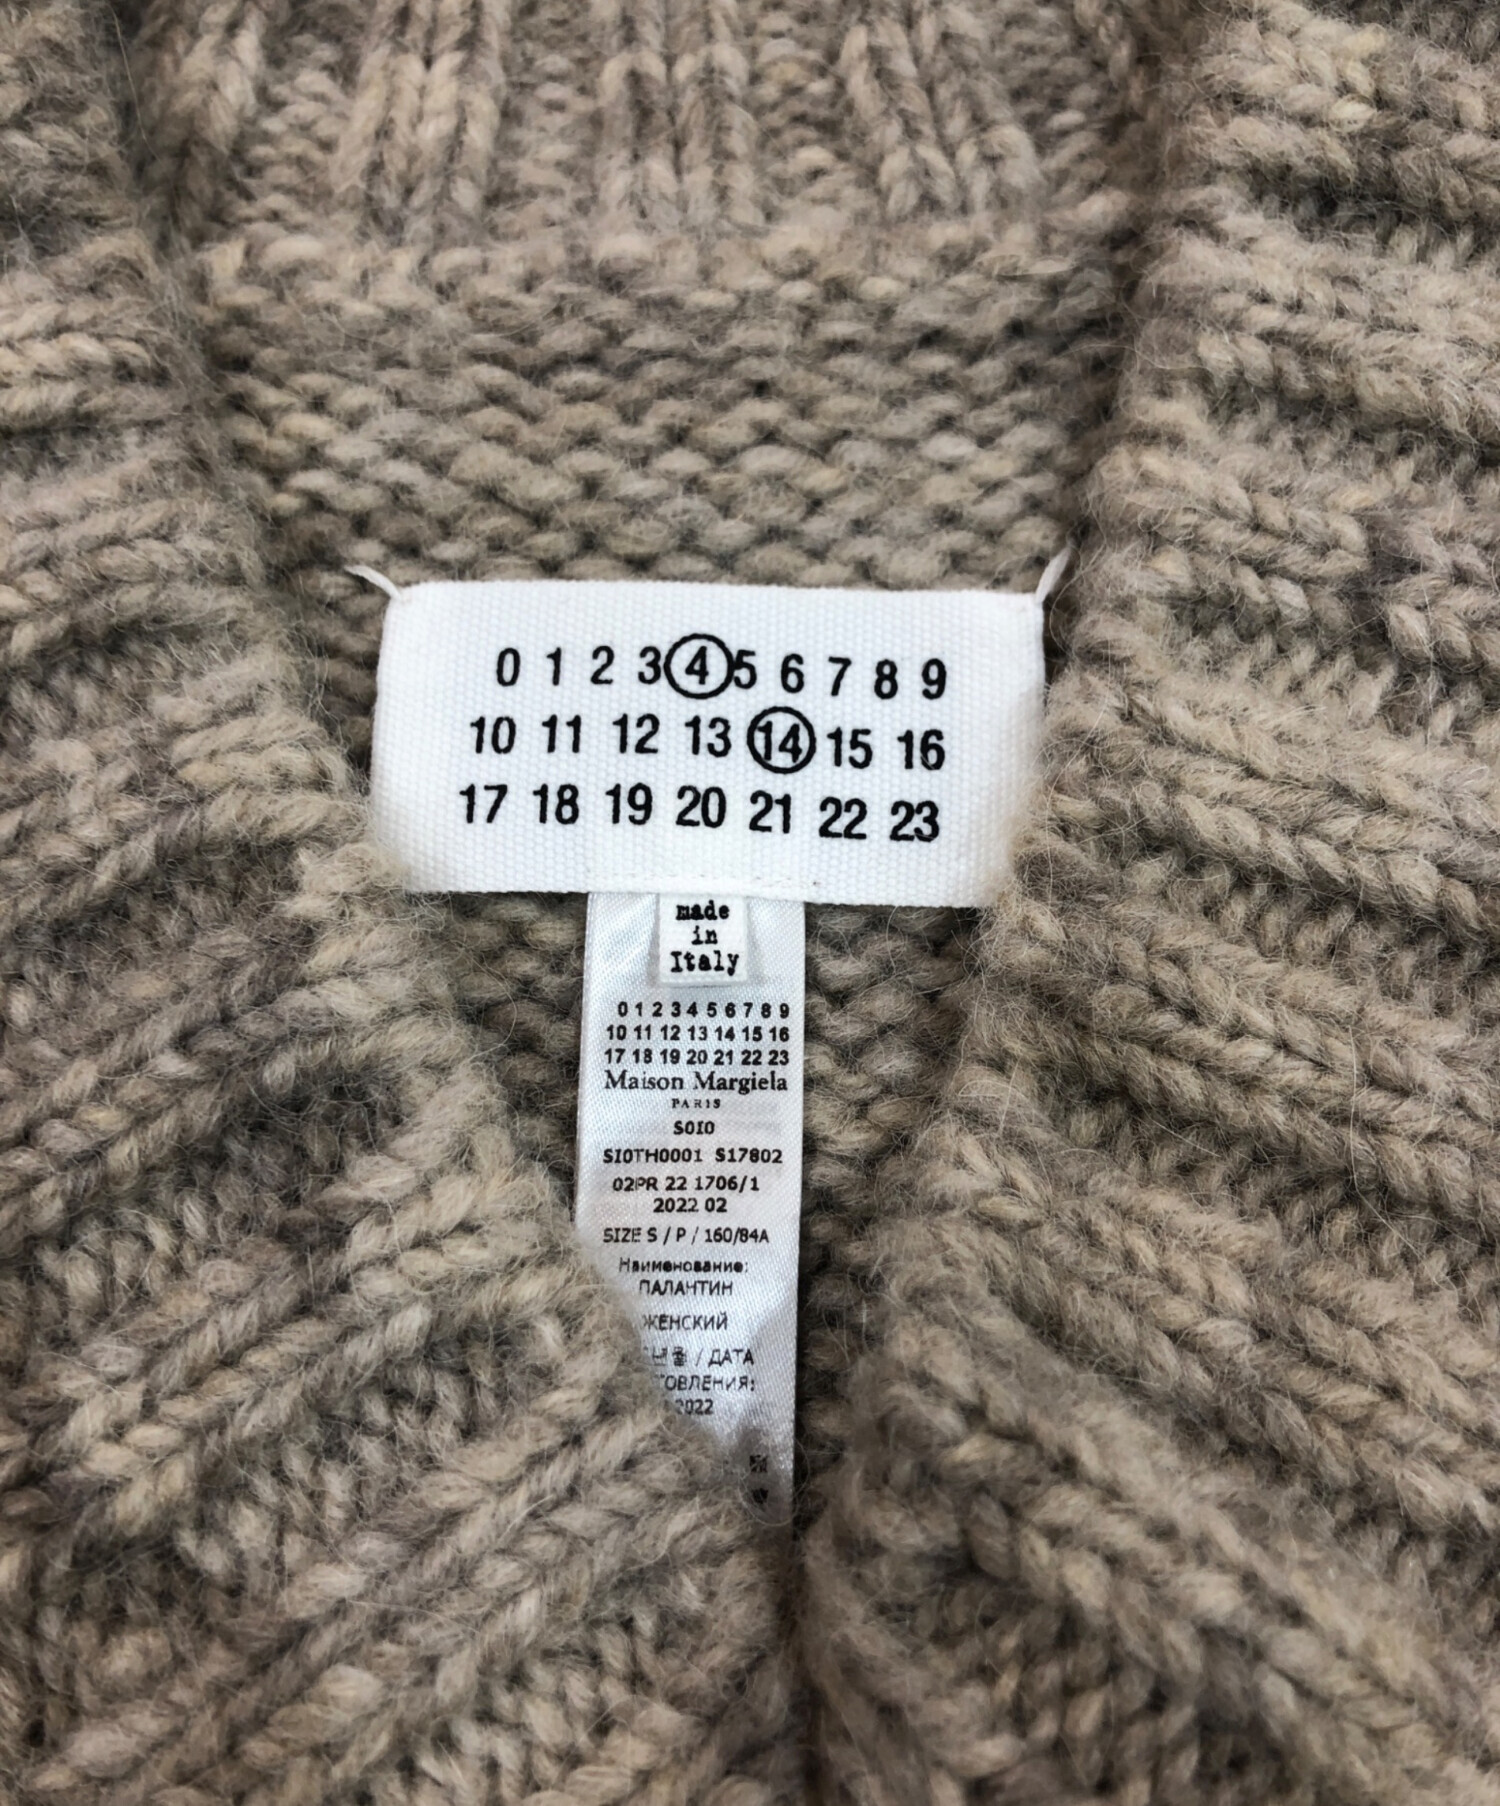 0 1 2 3 4 5 6 7 8 9
10 11 12 13 14 15 16
17 18 19 20 21 22 23
made
in
Italy
0 1 2 3 4 5 6 7 8 9
10 11 12 13 14 15 16
17 18 19 20 21 22 23
Maison Margiela
PARIS
S0I0
SI0TH0001 S17802
02PR 22 1706/1
2022 02
SIZE S / P / 160/84A
Наименование:
ПАЛАНТИН
ЖЕНСКИЙ
/ ДАТА
ТОВЛЕНИЯ:
2022